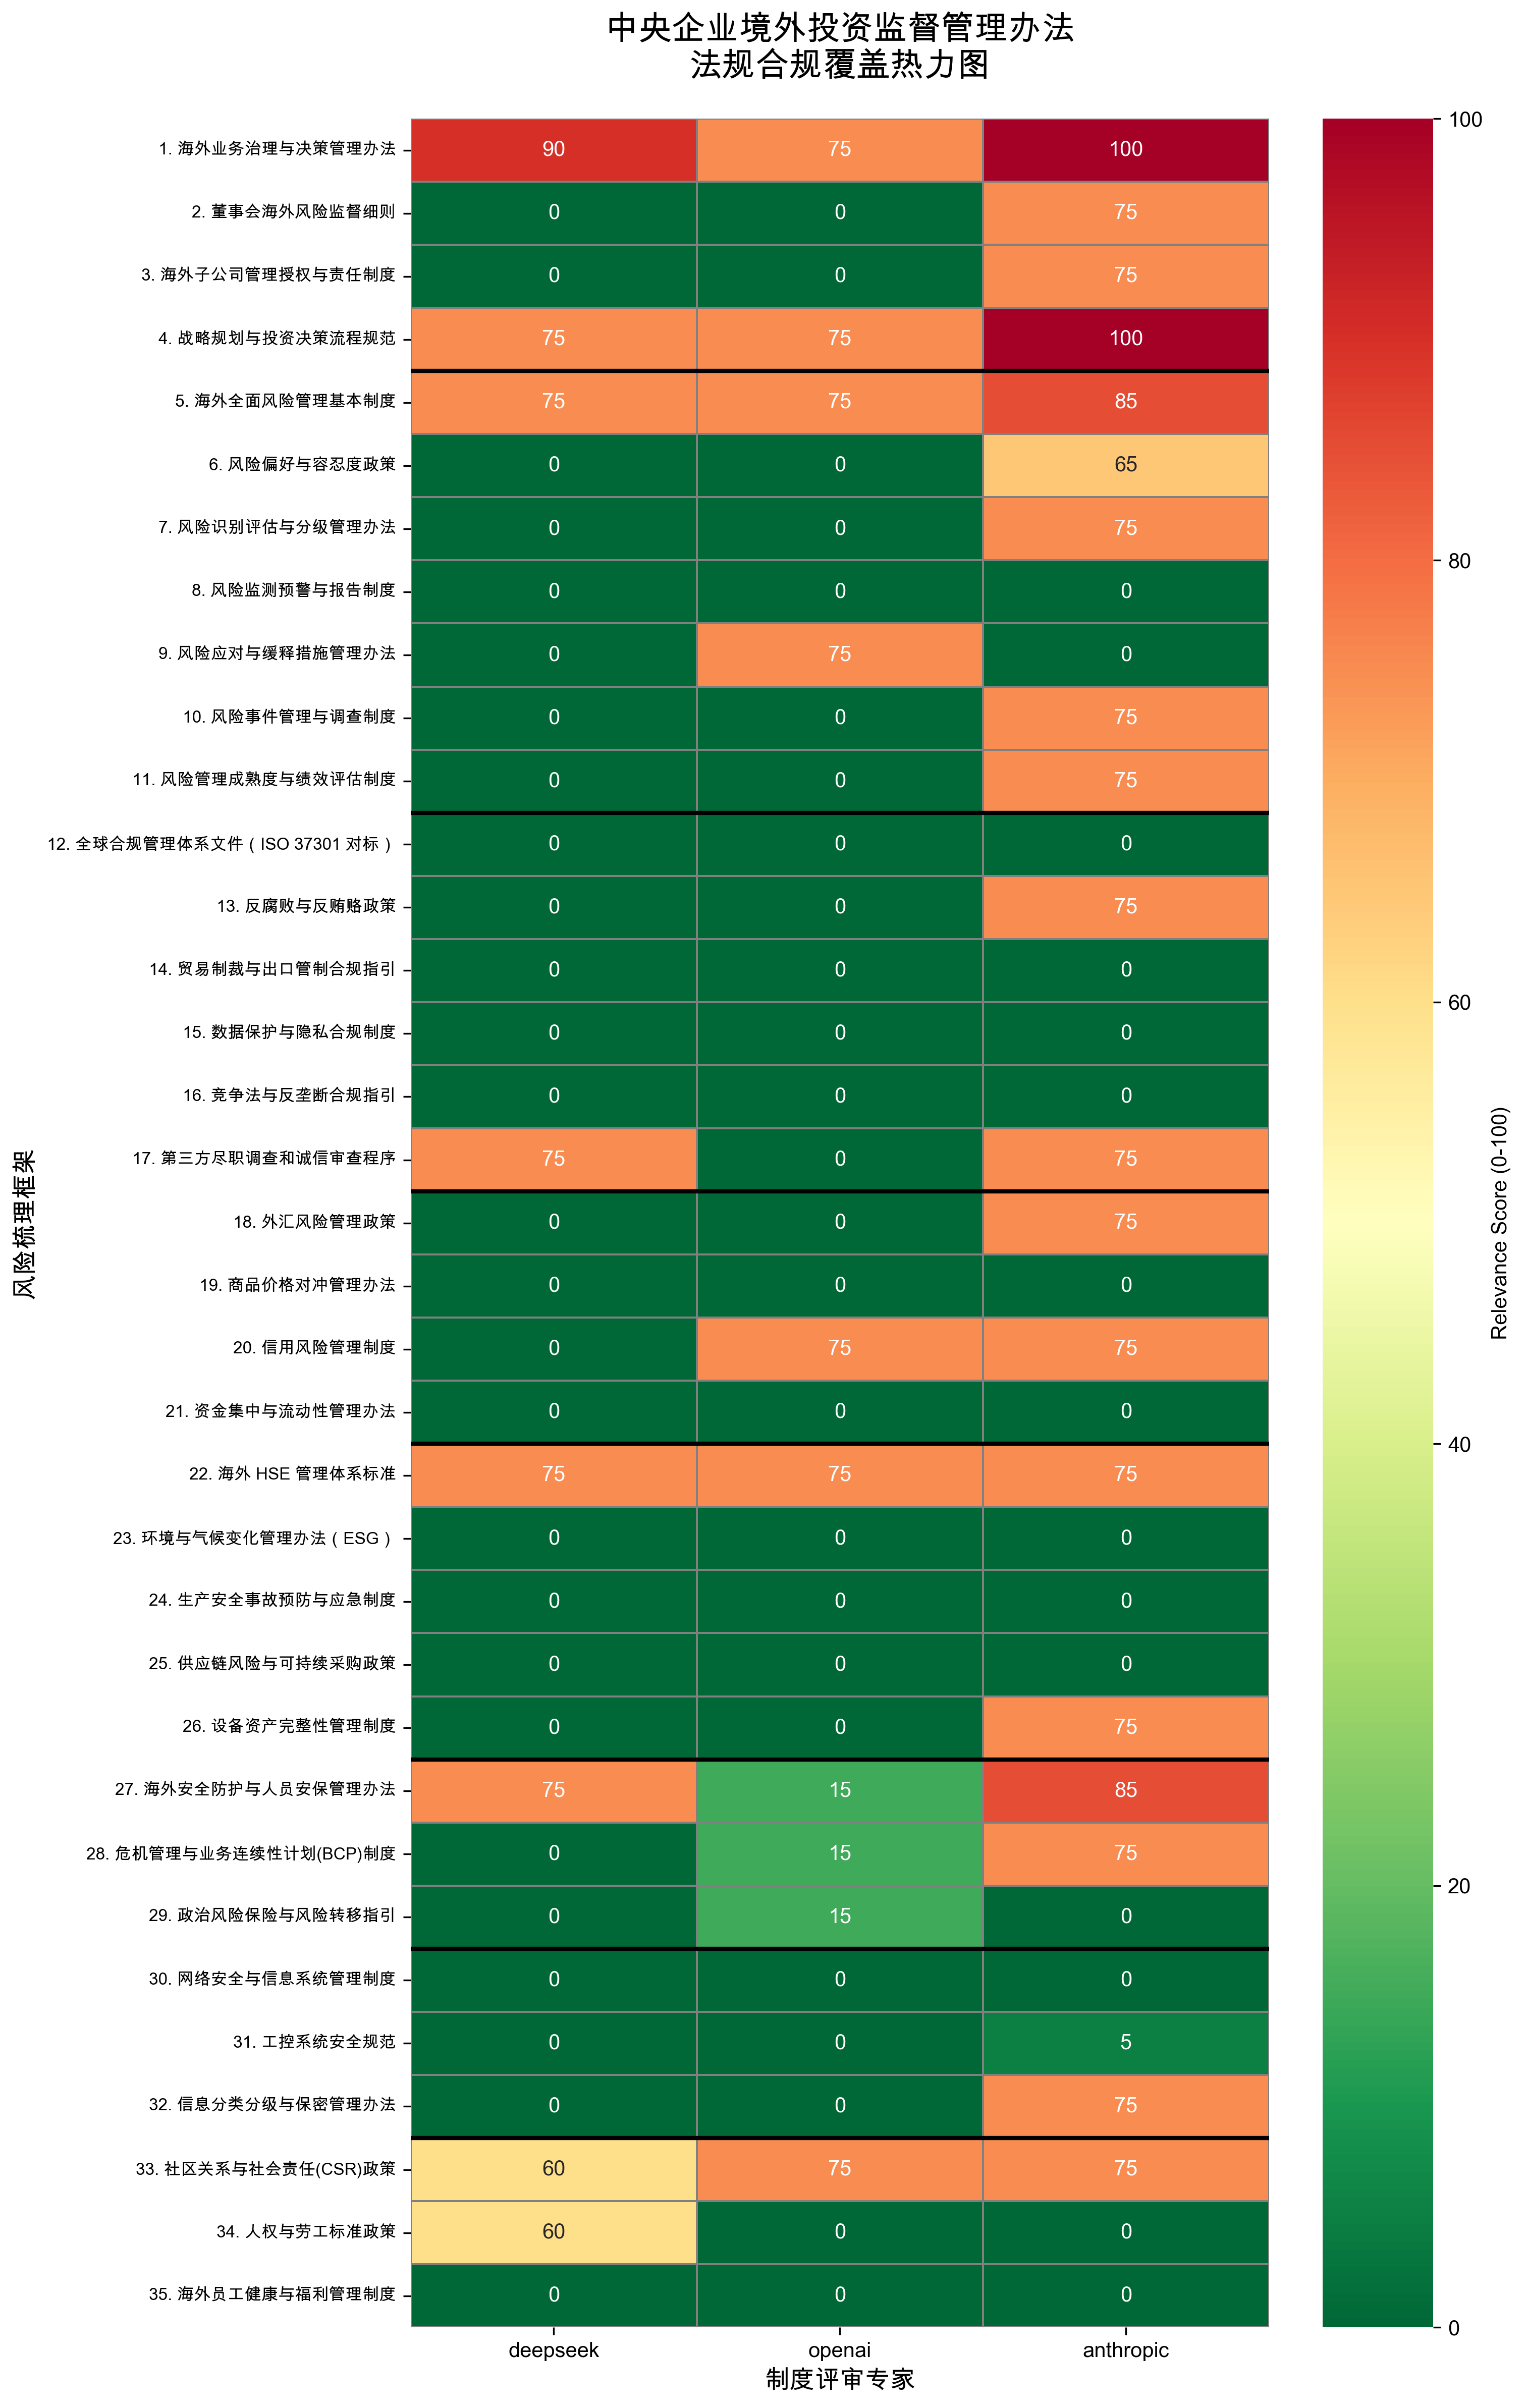 中央企业境外投资监督管理办法
法规合规覆盖热力图
1. 海外业务治理与决策管理办法 90 75 100
2. 董事会海外风险监督细则 0 0 75
3. 海外子公司管理授权与责任制度 0 0 75
4. 战略规划与投资决策流程规范 75 75 100
5. 海外全面风险管理基本制度 75 75 85
6. 风险偏好与容忍度政策 0 0 65
7. 风险识别评估与分级管理办法 0 0 75
8. 风险监测预警与报告制度 0 0 0
9. 风险应对与缓释措施管理办法 0 75 0
10. 风险事件管理与调查制度 0 0 75
11. 风险管理成熟度与绩效评估制度 0 0 75
12. 全球合规管理体系文件（ISO 37301 对标） 0 0 0
13. 反腐败与反贿赂政策 0 0 75
14. 贸易制裁与出口管制合规指引 0 0 0
15. 数据保护与隐私合规制度 0 0 0
16. 竞争法与反垄断合规指引 0 0 0
17. 第三方尽职调查和诚信审查程序 75 0 75
18. 外汇风险管理政策 0 0 75
19. 商品价格对冲管理办法 0 0 0
20. 信用风险管理制度 0 75 75
21. 资金集中与流动性管理办法 0 0 0
22. 海外 HSE 管理体系标准 75 75 75
23. 环境与气候变化管理办法（ESG） 0 0 0
24. 生产安全事故预防与应急制度 0 0 0
25. 供应链风险与可持续采购政策 0 0 0
26. 设备资产完整性管理制度 0 0 75
27. 海外安全防护与人员安保管理办法 75 15 85
28. 危机管理与业务连续性计划(BCP)制度 0 15 75
29. 政治风险保险与风险转移指引 0 15 0
30. 网络安全与信息系统管理制度 0 0 0
31. 工控系统安全规范 0 0 5
32. 信息分类分级与保密管理办法 0 0 75
33. 社区关系与社会责任(CSR)政策 60 75 75
34. 人权与劳工标准政策 60 0 0
35. 海外员工健康与福利管理制度 0 0 0
deepseek openai anthropic
制度评审专家
风险梳理框架
100
80
60
40
20
0
Relevance Score (0-100)